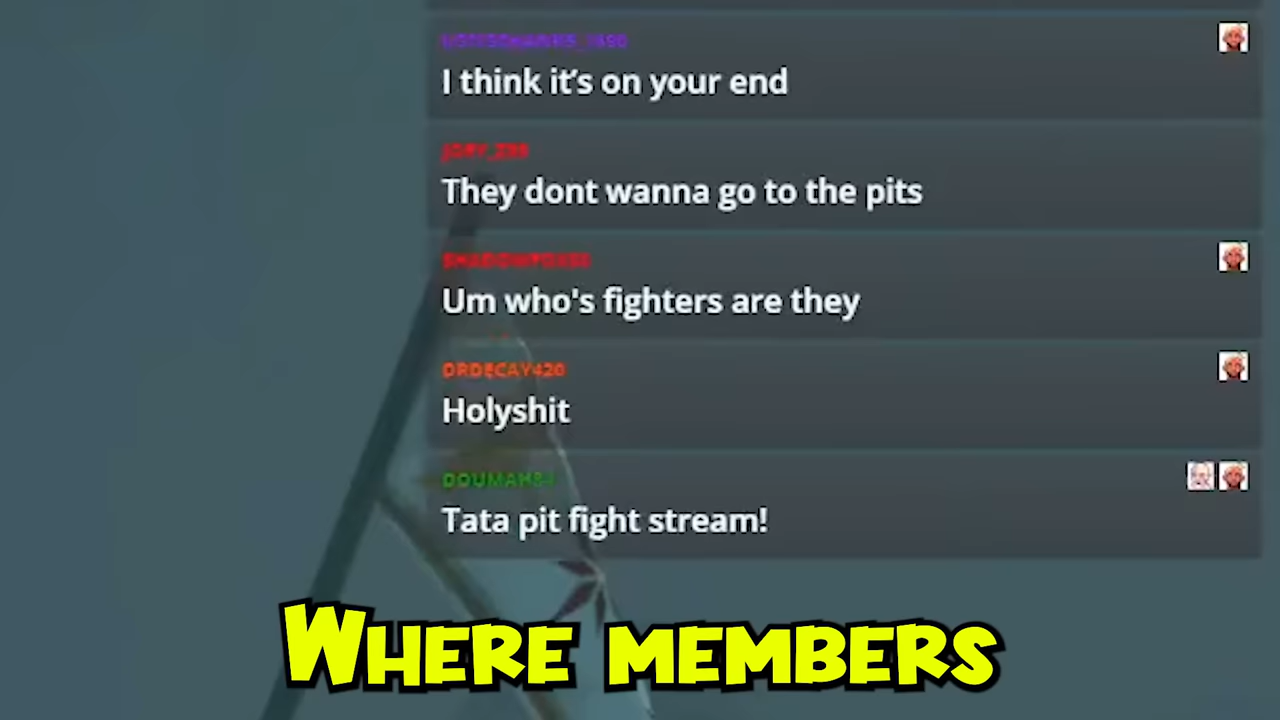 I think it's on your end
They dont wanna go to the pits
Um who's fighters are they
DRDECAY420
Holyshit
Tata pit fight stream!
WHERE MEMBERS